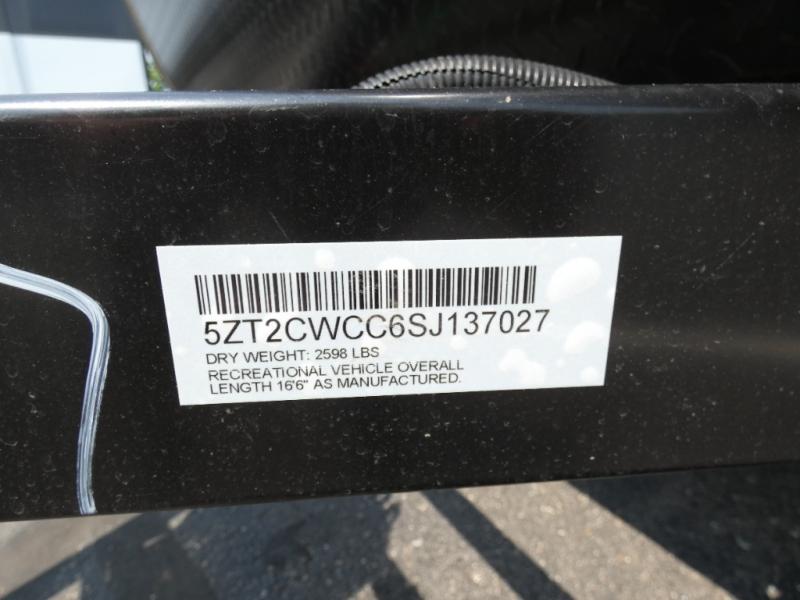 5ZT2CWCC6SJ137027
DRY WEIGHT: 2598 LBS
RECREATIONAL VEHICLE OVERALL
LENGTH 16'6" AS MANUFACTURED.